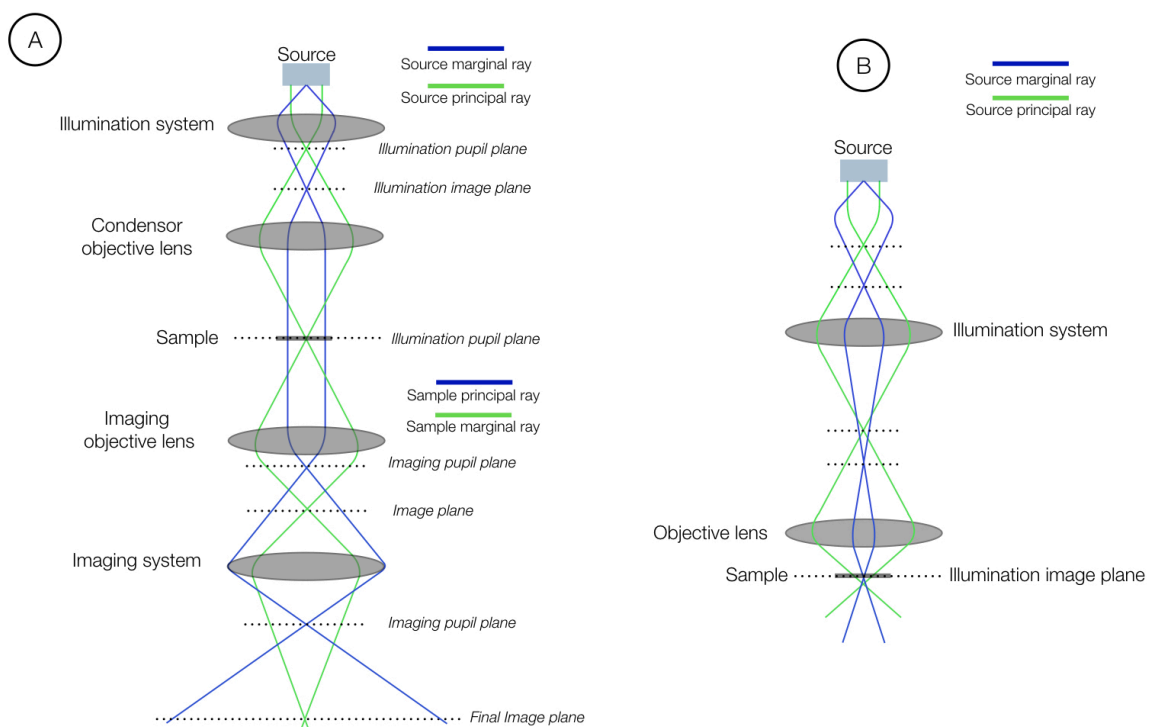 A
Source
Source marginal ray
Source principal ray
Illumination system
Illumination pupil plane
Illumination image plane
Condensor
objective lens
Sample
Illumination pupil plane
Sample principal ray
Sample marginal ray
Imaging
objective lens
Imaging pupil plane
Image plane
Imaging system
Imaging pupil plane
Final Image plane
B
Source marginal ray
Source principal ray
Source
Illumination system
Objective lens
Sample
Illumination image plane